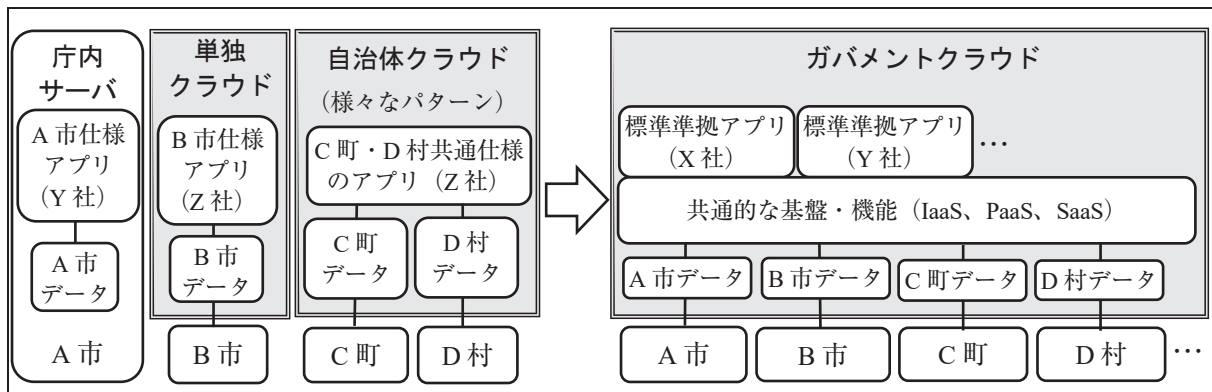 庁内
サーバ
A市仕様
アプリ
（Y社）
A市
データ
A市
単独
クラウド
B市仕様
アプリ
（Z社）
B市
データ
B市
自治体クラウド
（様々なパターン）
C町・D村共通仕様
のアプリ（Z社）
C町
データ
D村
データ
C町
D村
ガバメントクラウド
標準準拠アプリ
（X社）
標準準拠アプリ
（Y社）
…
共通的な基盤・機能（IaaS、PaaS、SaaS）
A市データ
B市データ
C町データ
D村データ
A市
B市
C町
D村
…